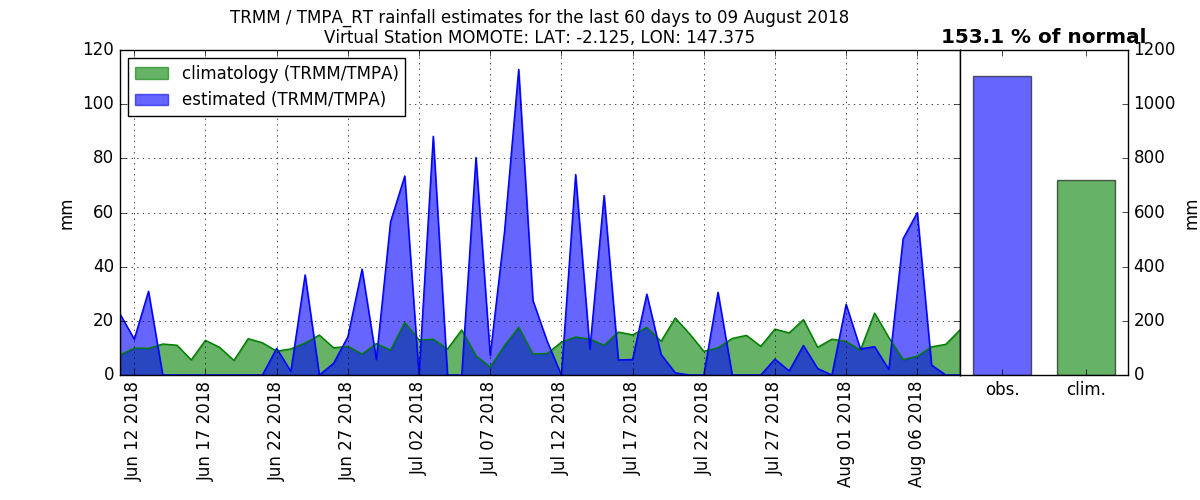 TRMM / TMPA_RT rainfall estimates for the last 60 days to 09 August 2018
Virtual Station MOMOTE: LAT: -2.125, LON: 147.375
153.1 % of normal
climatology (TRMM/TMPA)
estimated (TRMM/TMPA)
mm
120
100
80
60
40
20
0
Jun 12 2018
Jun 17 2018
Jun 22 2018
Jun 27 2018
Jul 02 2018
Jul 07 2018
Jul 12 2018
Jul 17 2018
Jul 22 2018
Jul 27 2018
Aug 01 2018
Aug 06 2018
obs.
clim.
1200
1000
800
600
400
200
0
mm